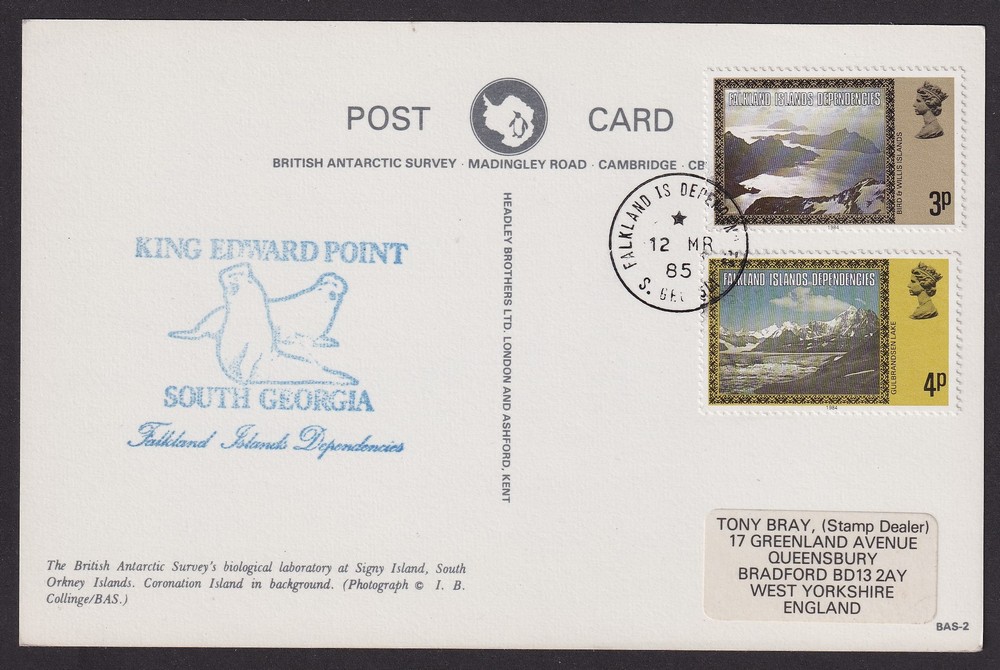 POST CARD
BRITISH ANTARCTIC SURVEY · MADINGLEY ROAD · CAMBRIDGE · CB
FALKLAND ISLANDS DEPENDENCIES
BIRD & WILLIS ISLANDS
3p
1984
FALKLAND IS
12 MR
85
S.
FALKLAND ISLANDS DEPENDENCIES
GULBRANDSEN LAKE
4p
1984
HEADLEY BROTHERS LTD. LONDON AND ASHFORD, KENT
KING EDWARD POINT
SOUTH GEORGIA
Falkland Islands Dependencies
The British Antarctic Survey's biological laboratory at Signy Island, South
Orkney Islands. Coronation Island in background. (Photograph © I. B.
Collinge/BAS.)
TONY BRAY, (Stamp Dealer)
17 GREENLAND AVENUE
QUEENSBURY
BRADFORD BD13 2AY
WEST YORKSHIRE
ENGLAND
BAS-2